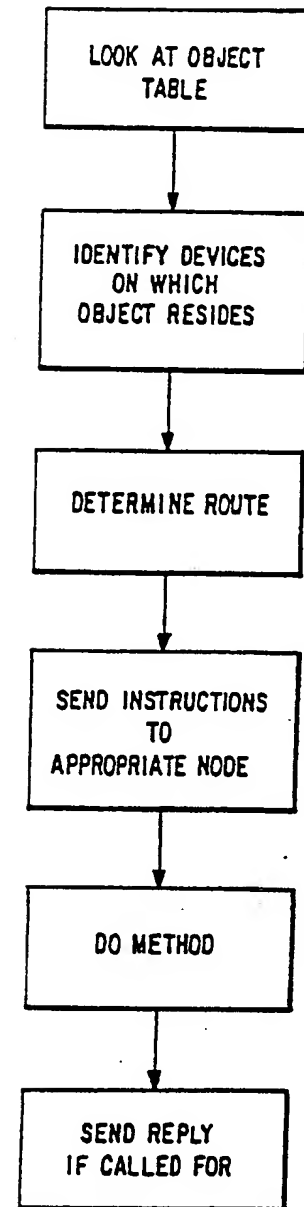 LOOK AT OBJECT
TABLE
IDENTIFY DEVICES
ON WHICH
OBJECT RESIDES
DETERMINE ROUTE
SEND INSTRUCTIONS
TO
APPROPRIATE NODE
DO METHOD
SEND REPLY
IF CALLED FOR